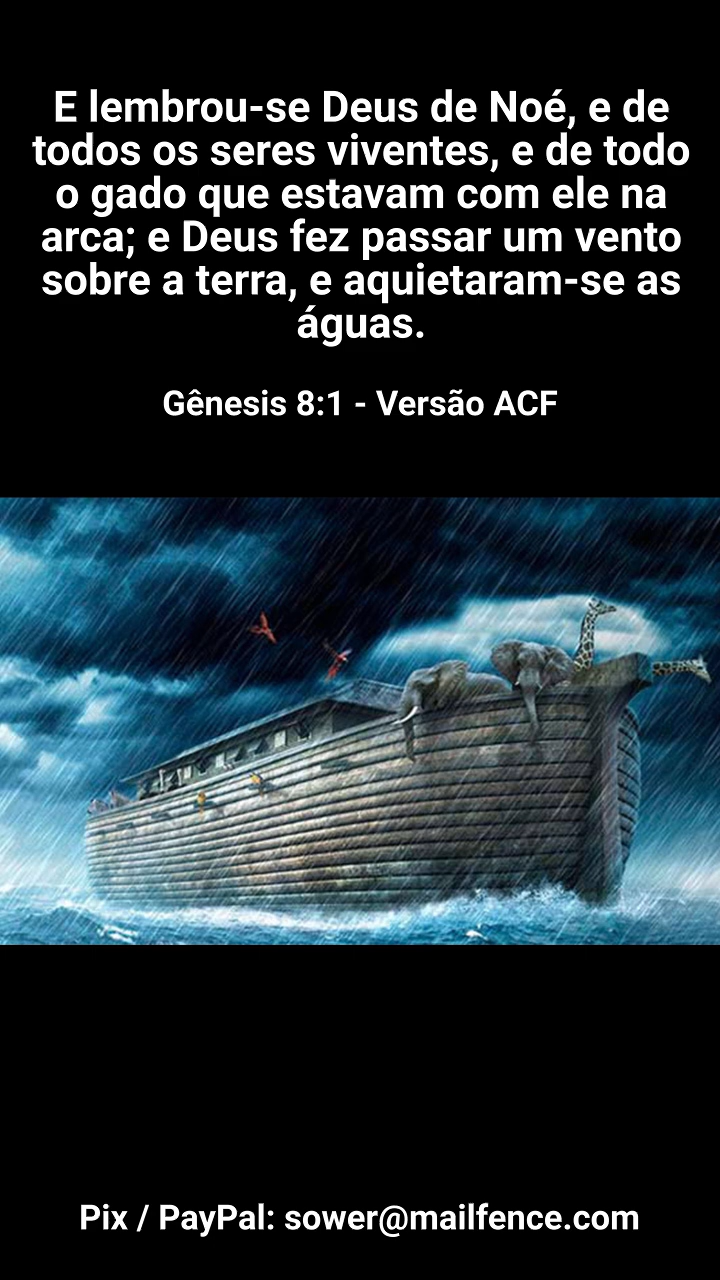 E lembrou-se Deus de Noé, e de
todos os seres viventes, e de todo
o gado que estavam com ele na
arca; e Deus fez passar um vento
sobre a terra, e aquietaram-se as
águas.
Gênesis 8:1 - Versão ACF
Pix / PayPal: sower@mailfence.com